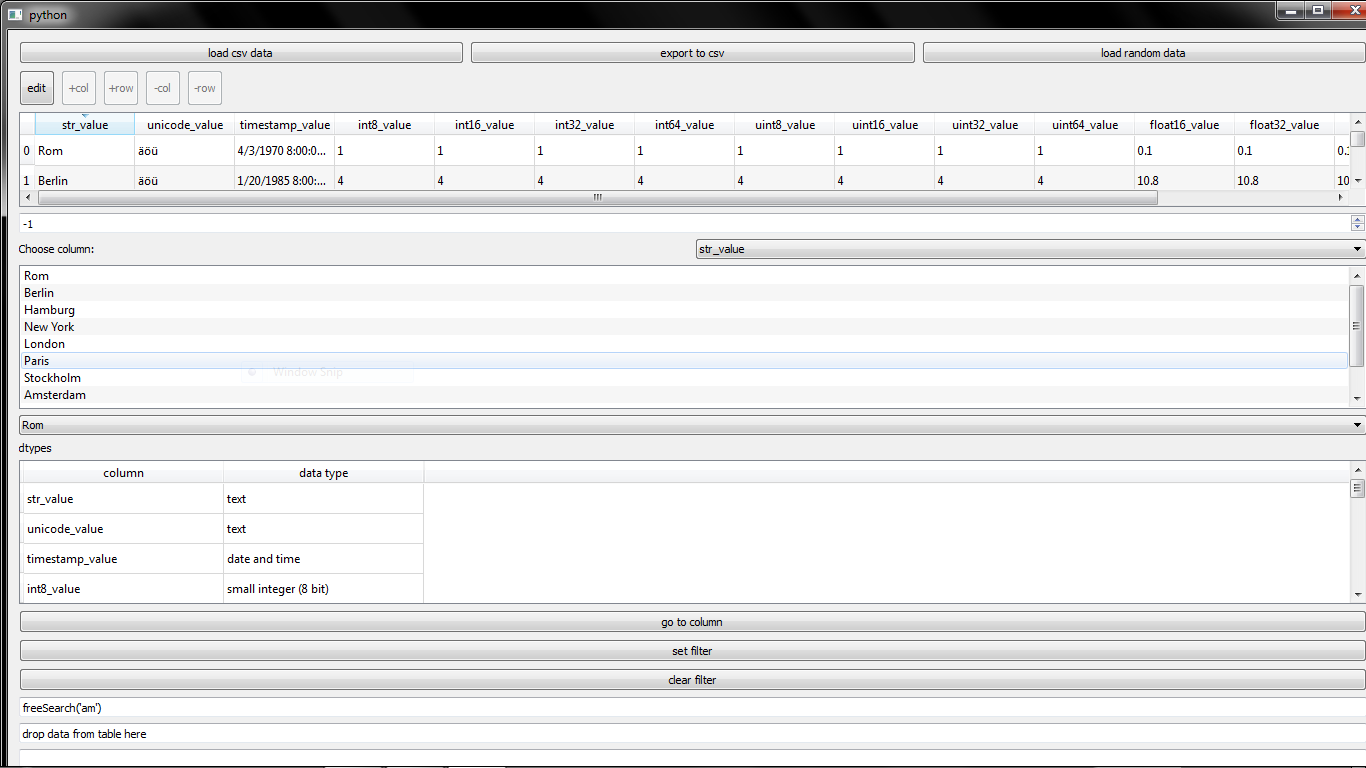 python
load csv data export to csv load random data
edit +col +row -col -row
str_value unicode_value timestamp_value int8_value int16_value int32_value int64_value uint8_value uint16_value uint32_value uint64_value float16_value float32_value
0 Rom äöü 4/3/1970 8:00:0... 1 1 1 1 1 1 1 1 0.1 0.1 0.:
1 Berlin äöü 1/20/1985 8:00:... 4 4 4 4 4 4 4 4 10.8 10.8 10
-1
Choose column: str_value
Rom
Berlin
Hamburg
New York
London
Paris
Window Snip
Stockholm
Amsterdam
Rom
dtypes
column data type
str_value text
unicode_value text
timestamp_value date and time
int8_value small integer (8 bit)
go to column
set filter
clear filter
freeSearch('am')
drop data from table here